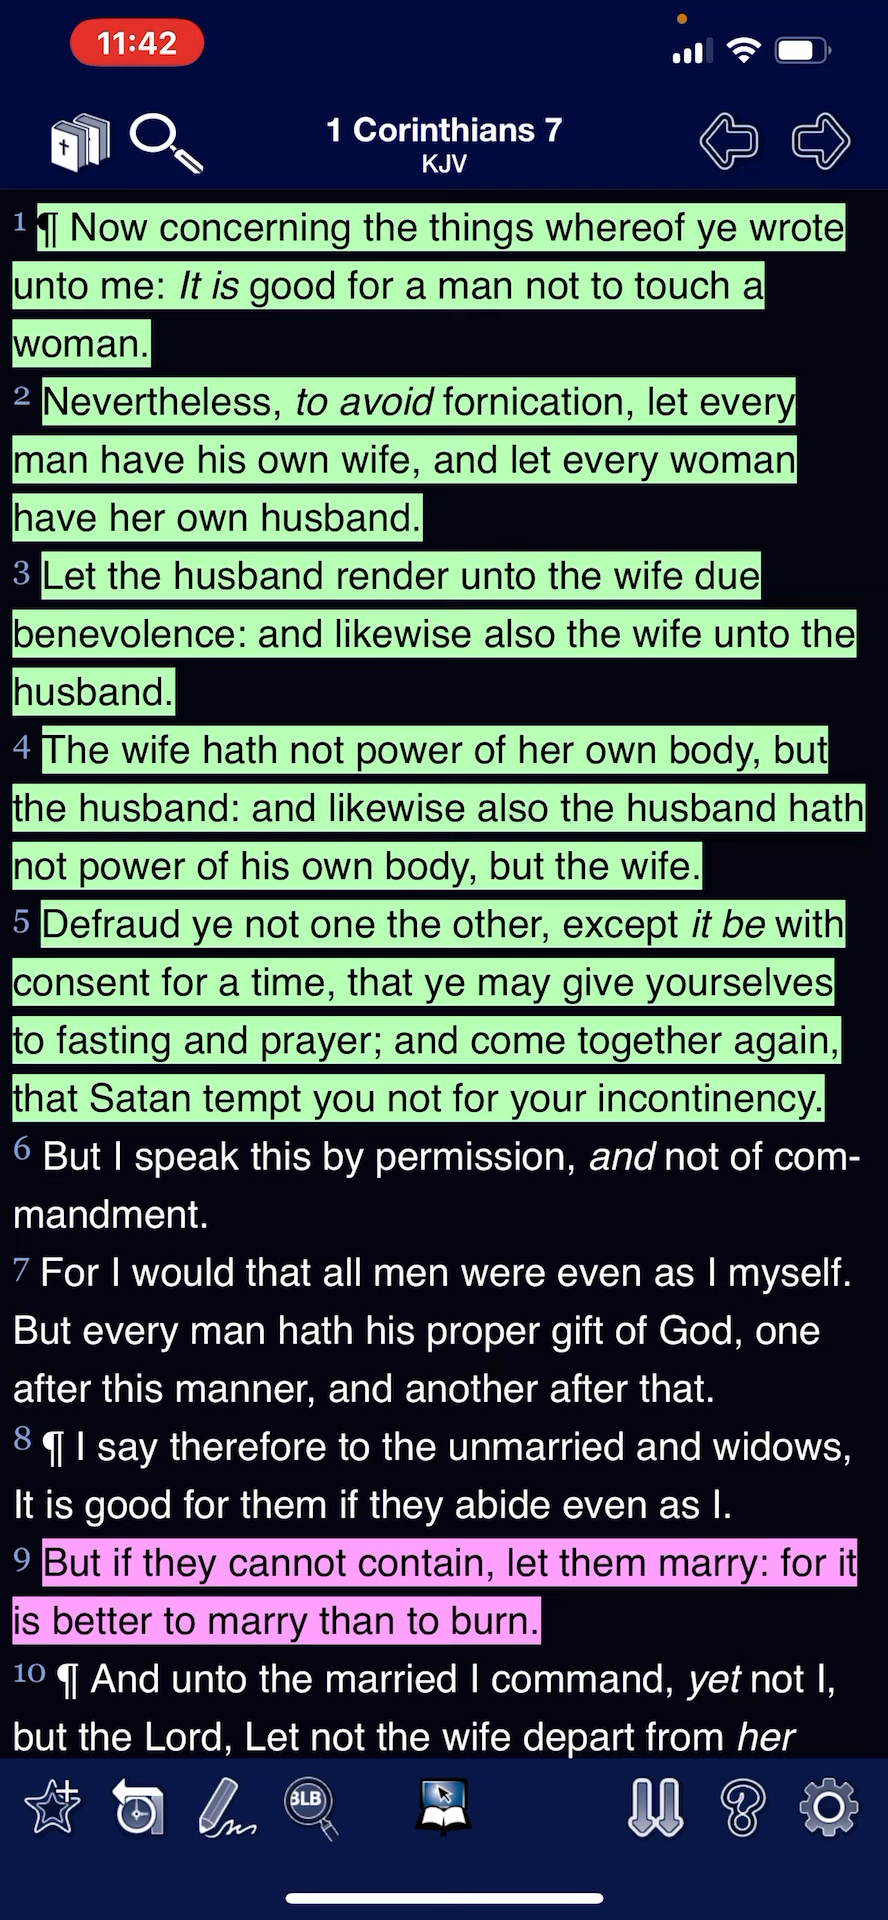 11:42
1 Corinthians 7
KJV
1 ¶ Now concerning the things whereof ye wrote
unto me: It is good for a man not to touch a
woman.
2 Nevertheless, to avoid fornication, let every
man have his own wife, and let every woman
have her own husband.
3 Let the husband render unto the wife due
benevolence: and likewise also the wife unto the
husband.
4 The wife hath not power of her own body, but
the husband: and likewise also the husband hath
not power of his own body, but the wife.
5 Defraud ye not one the other, except it be with
consent for a time, that ye may give yourselves
to fasting and prayer; and come together again,
that Satan tempt you not for your incontinency.
6 But I speak this by permission, and not of com-
mandment.
7 For I would that all men were even as I myself.
But every man hath his proper gift of God, one
after this manner, and another after that.
8 ¶ I say therefore to the unmarried and widows,
It is good for them if they abide even as I.
9 But if they cannot contain, let them marry: for it
is better to marry than to burn.
10 ¶ And unto the married I command, yet not I,
but the Lord, Let not the wife depart from her
BLB